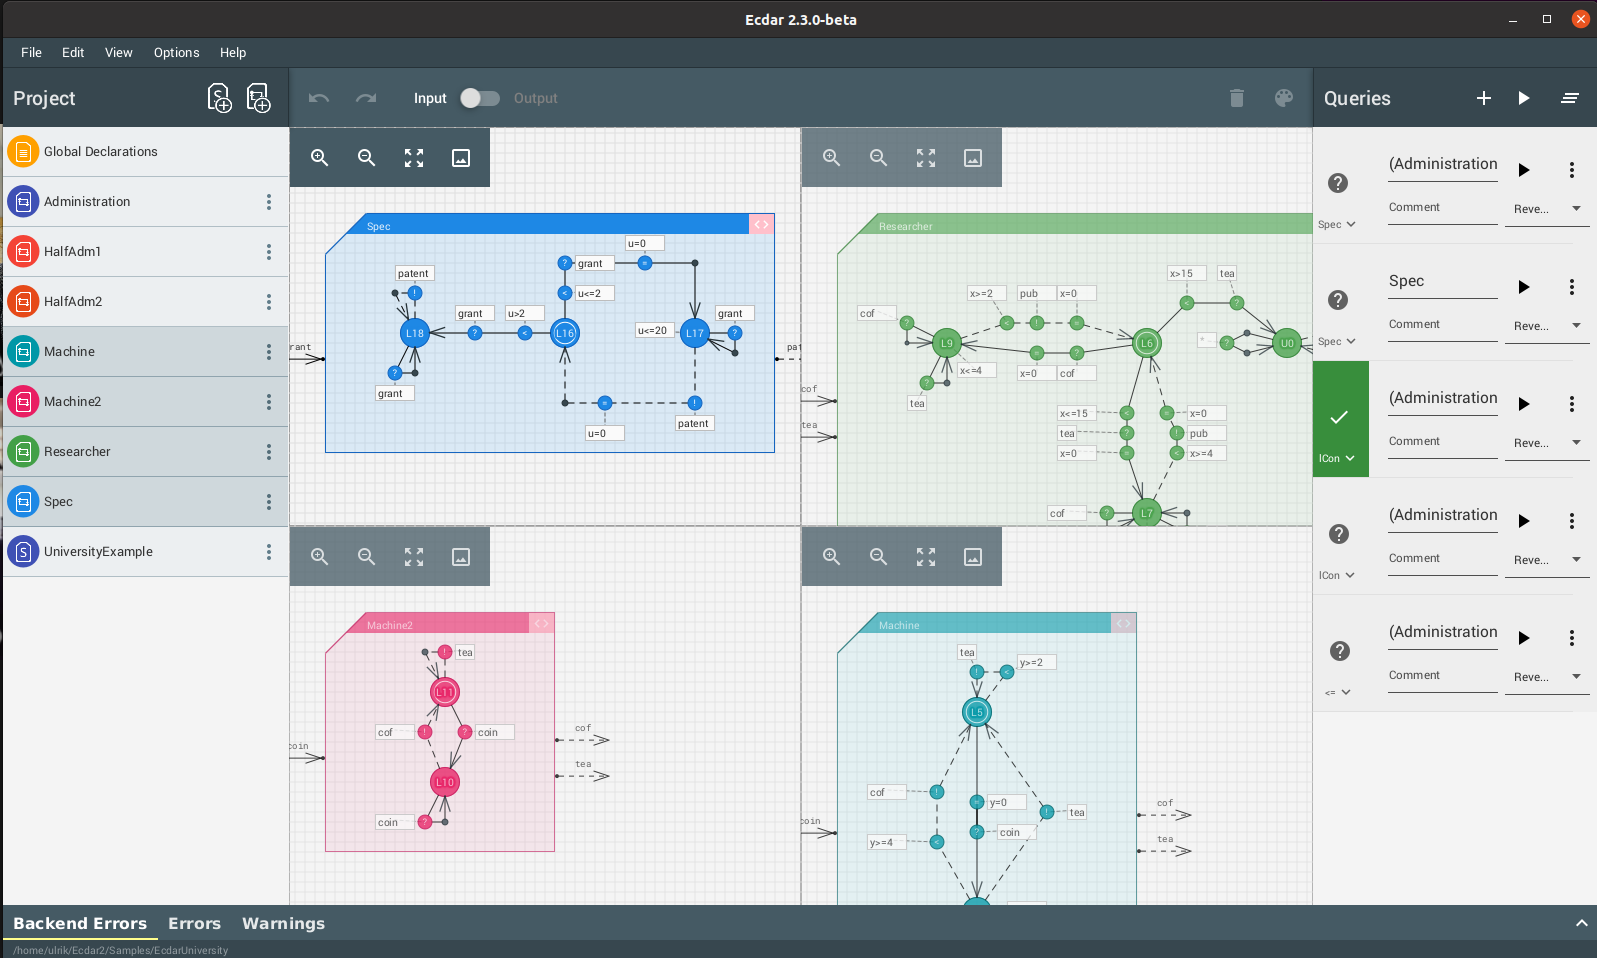 Ecdar 2.3.0-beta
File Edit View Options Help
Project
Input Output
Queries
Global Declarations
Administration
HalfAdm1
HalfAdm2
Machine
Machine2
Researcher
Spec
UniversityExample
Spec
u=0
? grant =
patent
!
< u<=2
grant u>2 grant
L18 ? < L16 u<=20 L17 ?
rant pat
?
grant
= !
u=0 patent
Researcher
x>15 tea
x>=2 pub x=0
< ?
cof
? < ! =
L9 L6 * ? U0
x<=4 = ?
x=0 cof
?
tea
cof
tea
x<=15 < = x=0
tea ? ! pub
x=0 = < x>=4
cof ? L7
Machine2
! tea
L11
cof ! ? coin
cof
coin
L10
tea
coin ?
Machine
tea y>=2
! <
L5
cof ! = y=0
! tea
cof
coin
? coin
y>=4 <
tea
(Administration
? Comment Reve...
Spec
Spec
? Comment Reve...
Spec
(Administration
Comment Reve...
ICon
(Administration
? Comment Reve...
ICon
(Administration
? Comment Reve...
<=
Backend Errors Errors Warnings
/home/ulrik/Ecdar2/Samples/EcdarUniversity